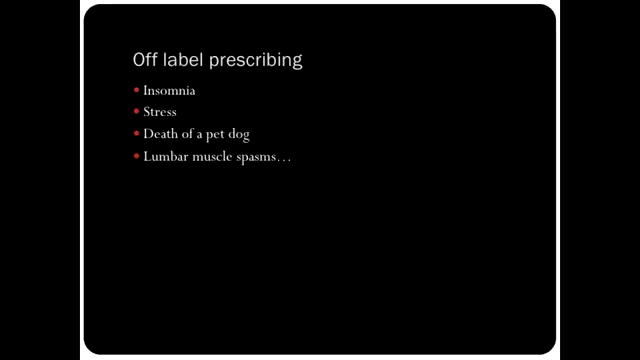 Off label prescribing
• Insomnia
• Stress
• Death of a pet dog
• Lumbar muscle spasms…